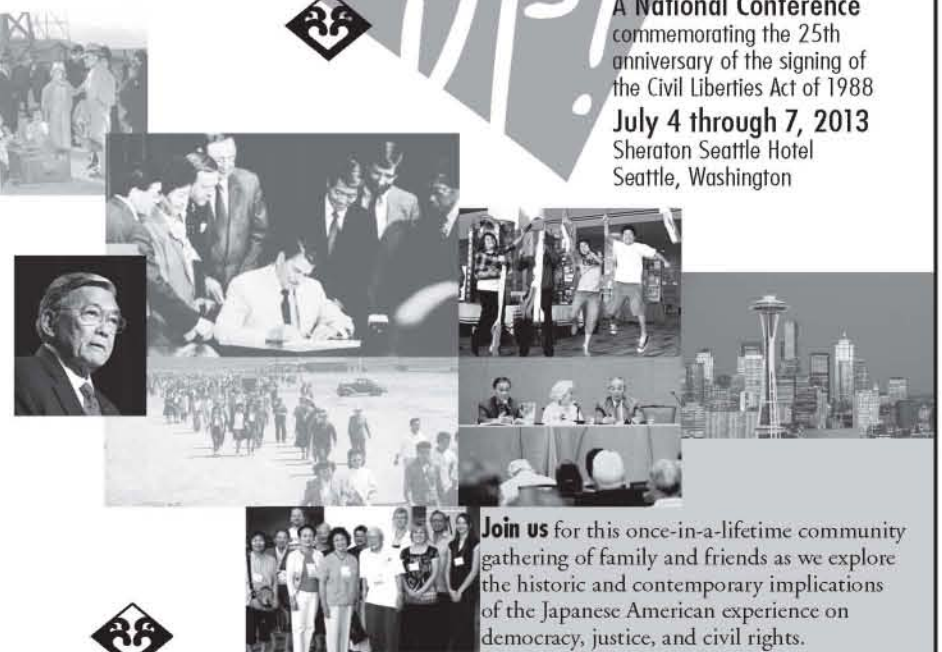 A National Conference
commemorating the 25th
anniversary of the signing of
the Civil Liberties Act of 1988
July 4 through 7, 2013
Sheraton Seattle Hotel
Seattle, Washington
Join us for this once-in-a-lifetime community
gathering of family and friends as we explore
the historic and contemporary implications
of the Japanese American experience on
democracy, justice, and civil rights.